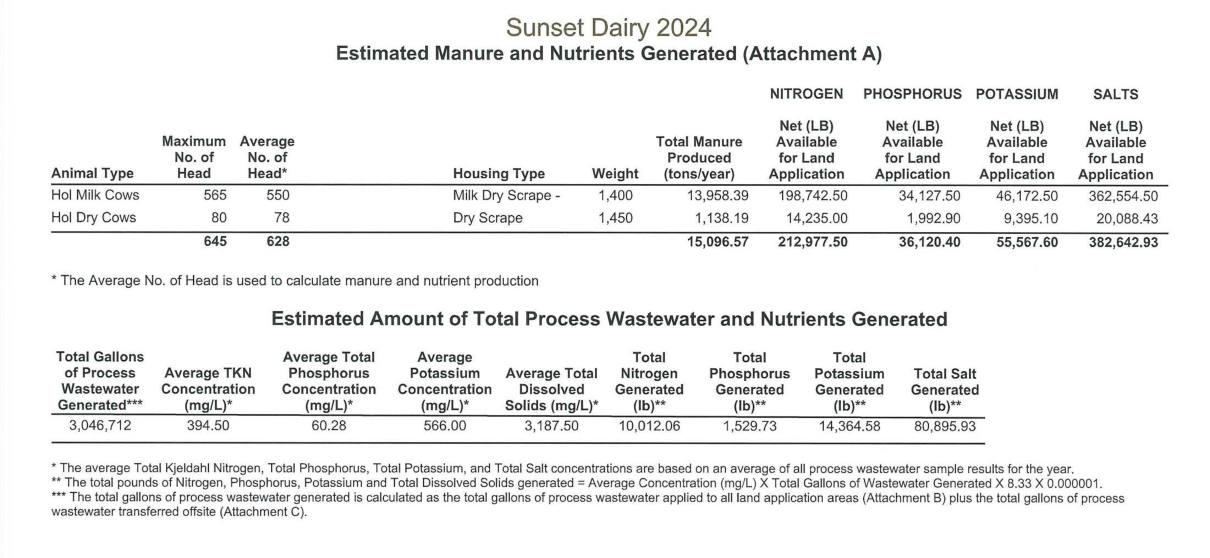 Sunset Dairy 2024
Estimated Manure and Nutrients Generated (Attachment A)
NITROGEN PHOSPHORUS POTASSIUM SALTS
Animal Type Maximum No. of Head Average No. of Head* Housing Type Weight Total Manure Produced (tons/year) Net (LB) Available for Land Application Net (LB) Available for Land Application Net (LB) Available for Land Application Net (LB) Available for Land Application
Hol Milk Cows 565 550 Milk Dry Scrape - 1,400 13,958.39 198,742.50 34,127.50 46,172.50 362,554.50
Hol Dry Cows 80 78 Dry Scrape 1,450 1,138.19 14,235.00 1,992.90 9,395.10 20,088.43
645 628 15,096.57 212,977.50 36,120.40 55,567.60 382,642.93
* The Average No. of Head is used to calculate manure and nutrient production
Estimated Amount of Total Process Wastewater and Nutrients Generated
Total Gallons of Process Wastewater Generated*** Average TKN Concentration (mg/L)* Average Total Phosphorus Concentration (mg/L)* Average Potassium Concentration (mg/L)* Average Total Dissolved Solids (mg/L)* Total Nitrogen Generated (lb)** Total Phosphorus Generated (lb)** Total Potassium Generated (lb)** Total Salt Generated (lb)**
3,046,712 394.50 60.28 566.00 3,187.50 10,012.06 1,529.73 14,364.58 80,895.93
* The average Total Kjeldahl Nitrogen, Total Phosphorus, Total Potassium, and Total Salt concentrations are based on an average of all process wastewater sample results for the year.
** The total pounds of Nitrogen, Phosphorus, Potassium and Total Dissolved Solids generated = Average Concentration (mg/L) X Total Gallons of Wastewater Generated X 8.33 X 0.000001.
*** The total gallons of process wastewater generated is calculated as the total gallons of process wastewater applied to all land application areas (Attachment B) plus the total gallons of process
wastewater transferred offsite (Attachment C).